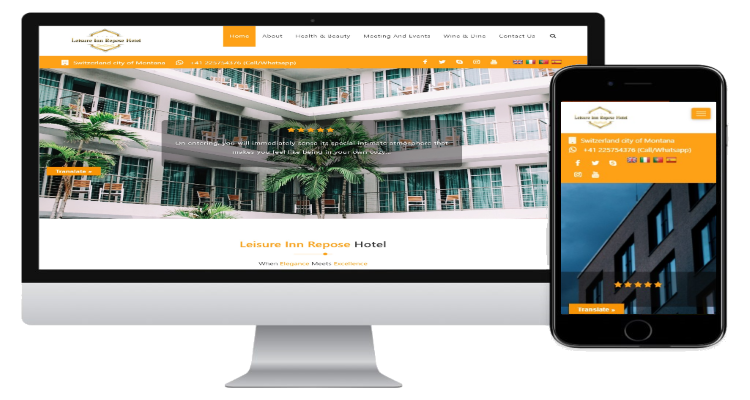 Leisure Inn Repose Hotel
Home About Health & Beauty Meeting And Events Wine & Dine Contact Us
Switzerland city of Montana +41 225754376 (Call/Whatsapp)
On entering, you will immediately sense its special intimate atmosphere that
makes you feel like being in your own oasis
Translate »
Leisure Inn Repose Hotel
When Elegance Meets Excellence
Leisure Inn Repose Hotel
Switzerland city of Montana
+41 225754376 (Call/Whatsapp)
Translate »